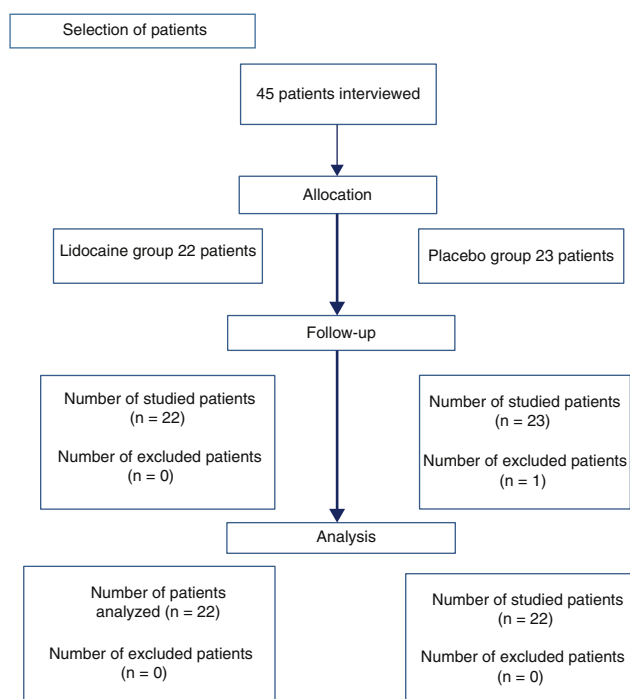 Selection of patients
45 patients interviewed
Allocation
Lidocaine group 22 patients
Placebo group 23 patients
Follow-up
Number of studied patients
(n = 22)
Number of excluded patients
(n = 0)
Number of studied patients
(n = 23)
Number of excluded patients
(n = 1)
Analysis
Number of patients
analyzed (n = 22)
Number of excluded patients
(n = 0)
Number of studied patients
(n = 22)
Number of excluded patients
(n = 0)